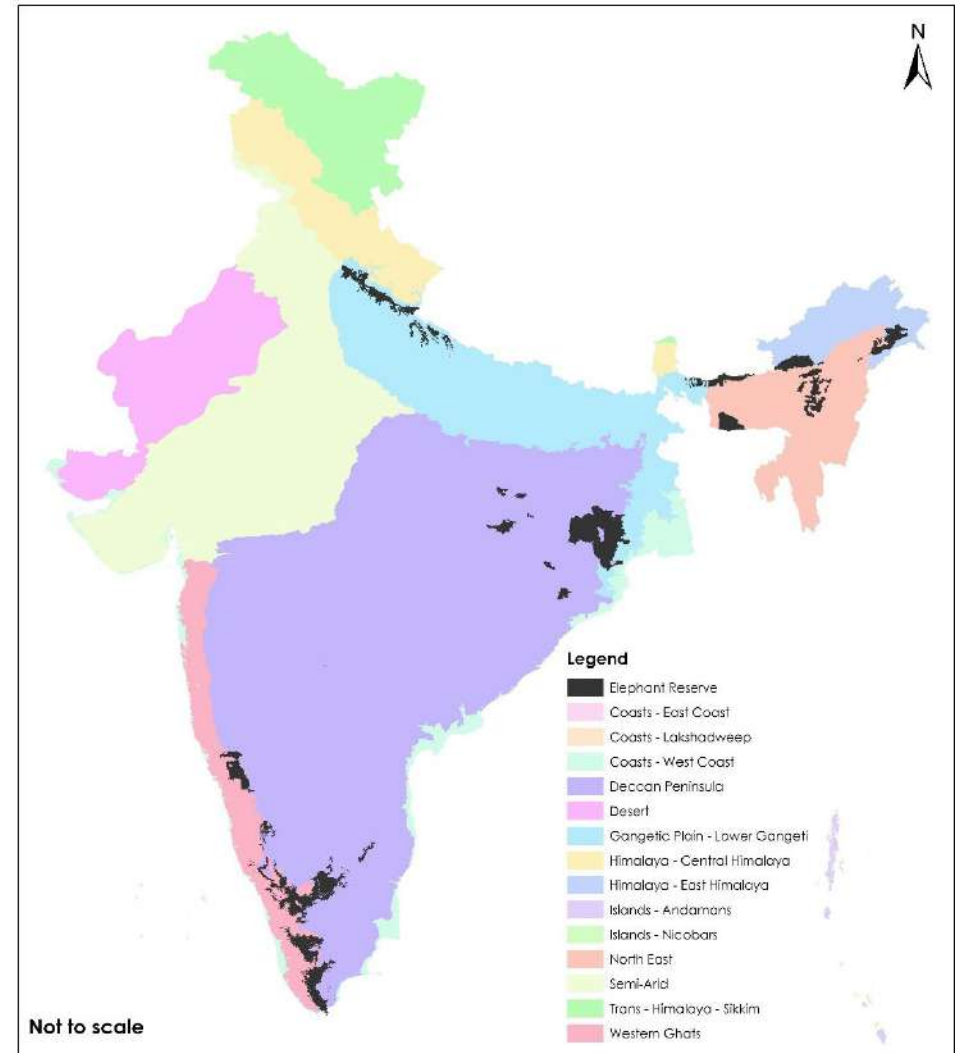 N
Legend
Elephant Reserve
Coasts - East Coast
Coasts - Lakshadweep
Coasts - West Coast
Deccan Peninsula
Desert
Gangetic Plain - Lower Gangeti
Himalaya - Central Himalaya
Himalaya - East Himalaya
Islands - Andamans
Islands - Nicobars
North East
Semi-Arid
Trans - Himalaya - Sikkim
Western Ghats
Not to scale